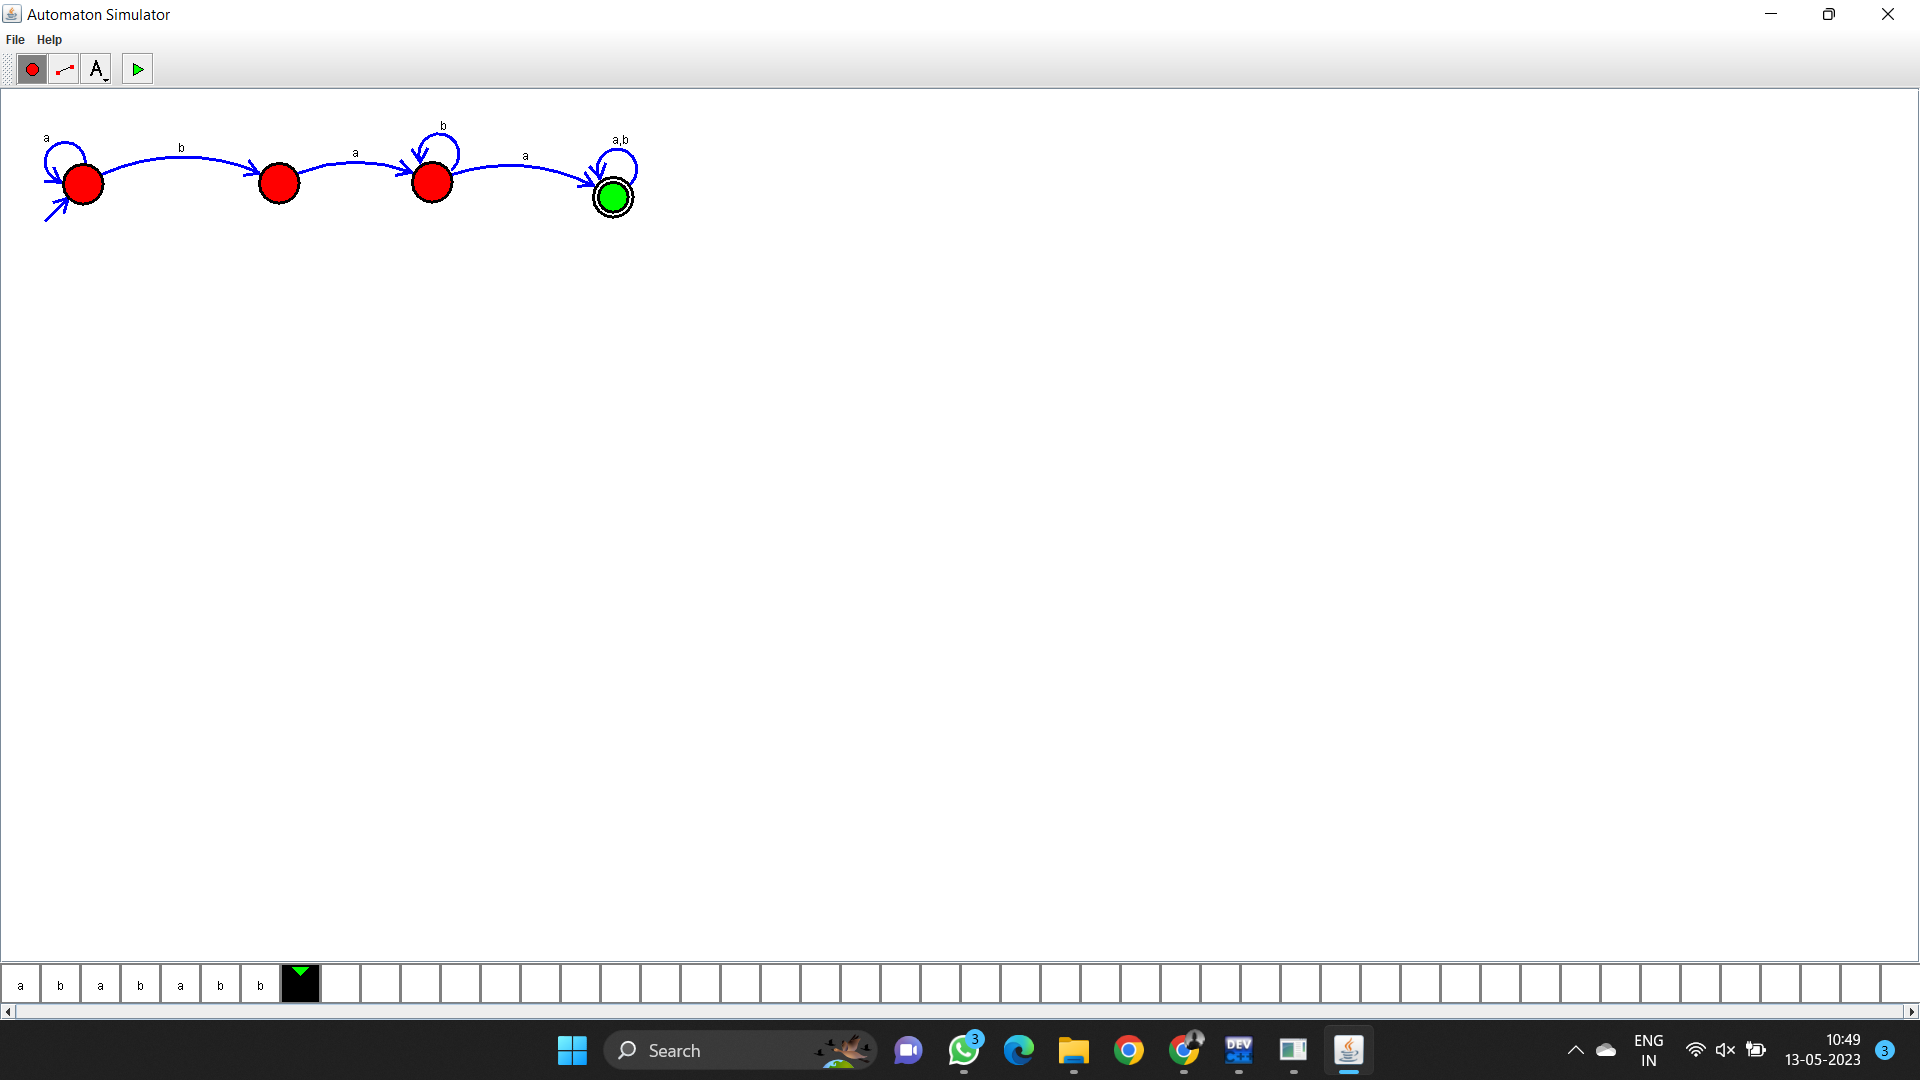 Automaton Simulator
File Help
A
b
a,b
a
b
a
a
a b a b a b b
3
DEV
C++
Search
ENG
IN
10:49
13-05-2023
3